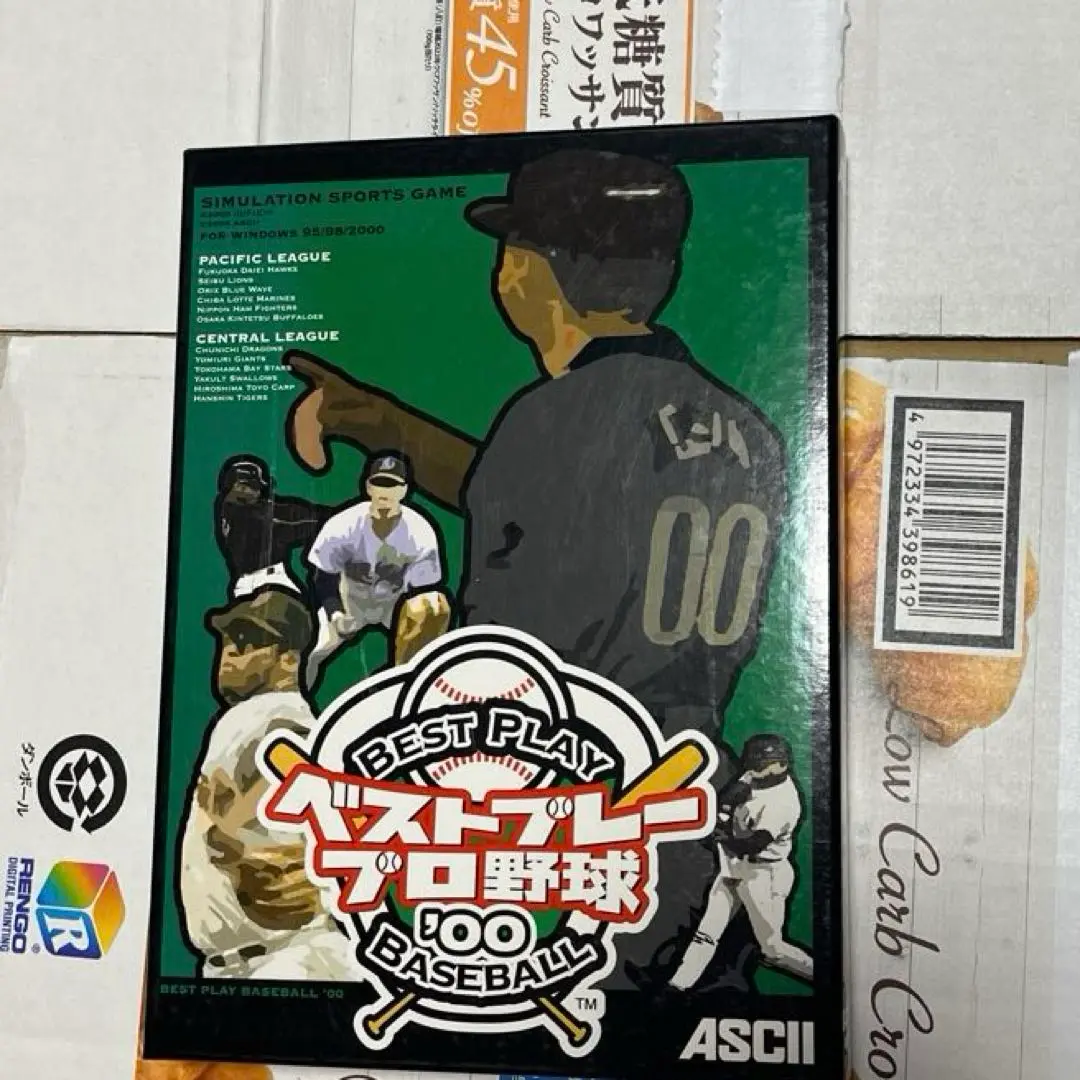 糖質
ワッサン
Low Carb Croissant
45%
SIMULATION SPORTS GAME
FOR WINDOWS 95/98/2000
PACIFIC LEAGUE
FUKUOKA DAIEI HAWKS
SEIBU LIONS
ORIX BLUE WAVE
CHIBA LOTTE MARINES
NIPPON HAM FIGHTERS
OSAKA KINTETSU BUFFALOES
CENTRAL LEAGUE
CHUNICHI DRAGONS
YOMIURI GIANTS
YOKOHAMA BAY STARS
YAKULT SWALLOWS
HIROSHIMA TOYO CARP
HANSHIN TIGERS
00
BEST PLAY
ベストプレー
プロ野球
'00
BASEBALL
TM
BEST PLAY BASEBALL '00
ASCII
4 972334 398619
Low Carb Cro
ダンボール
R
RENGO
DIGITAL PRINTING